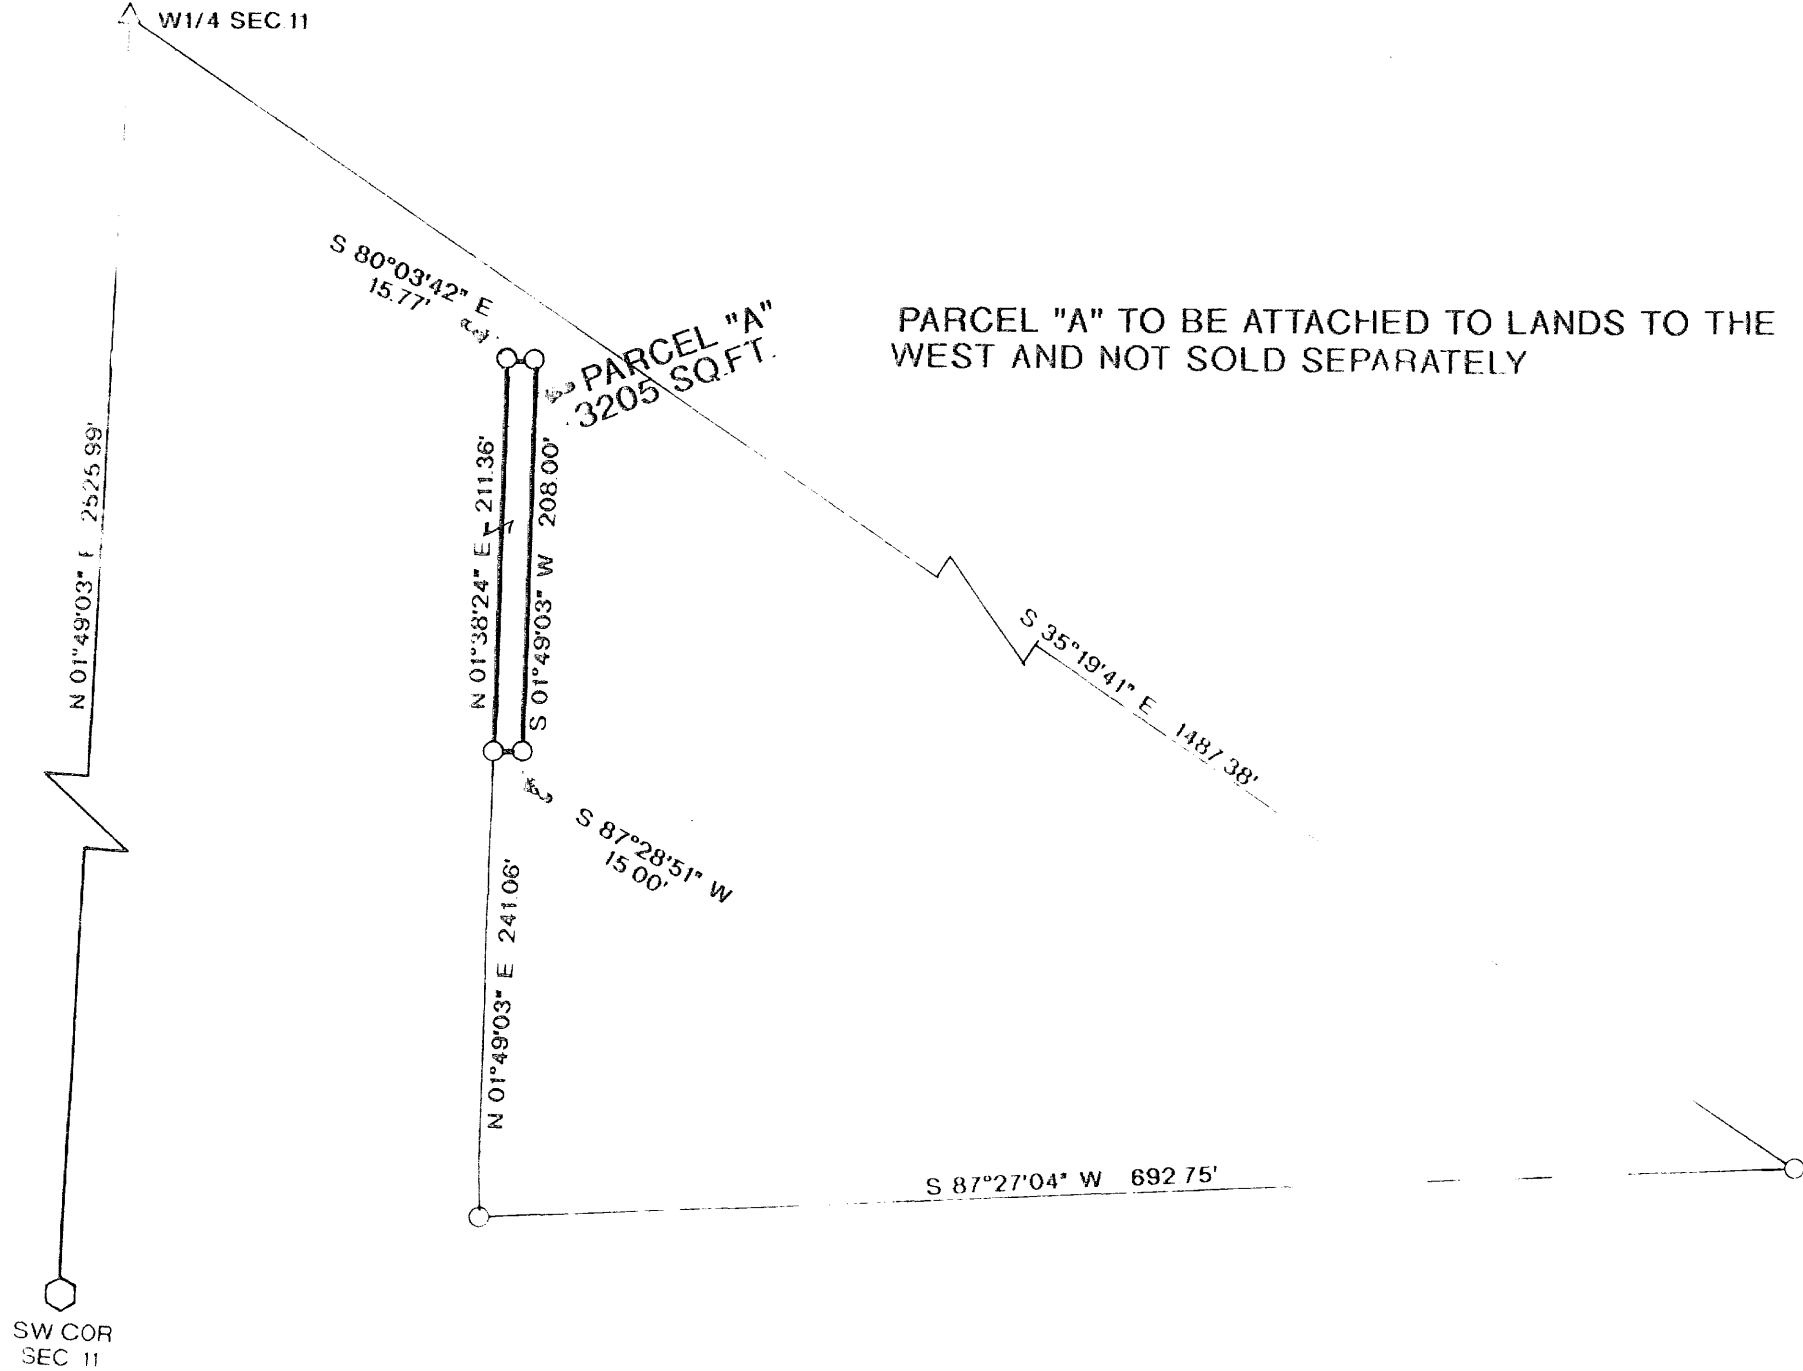 W1/4 SEC 11
S 80°03'42" E
15.77'
PARCEL "A"
3205 SQ.FT.
PARCEL "A" TO BE ATTACHED TO LANDS TO THE
WEST AND NOT SOLD SEPARATELY
N 01°49'03" E 2525.99'
N 01°38'24" E 211.36'
S 01°49'03" W 208.00'
S 35°19'41" E 1487.38'
S 87°28'51" W
15.00'
N 01°49'03" E 241.06'
S 87°27'04" W 692.75'
SW COR
SEC 11